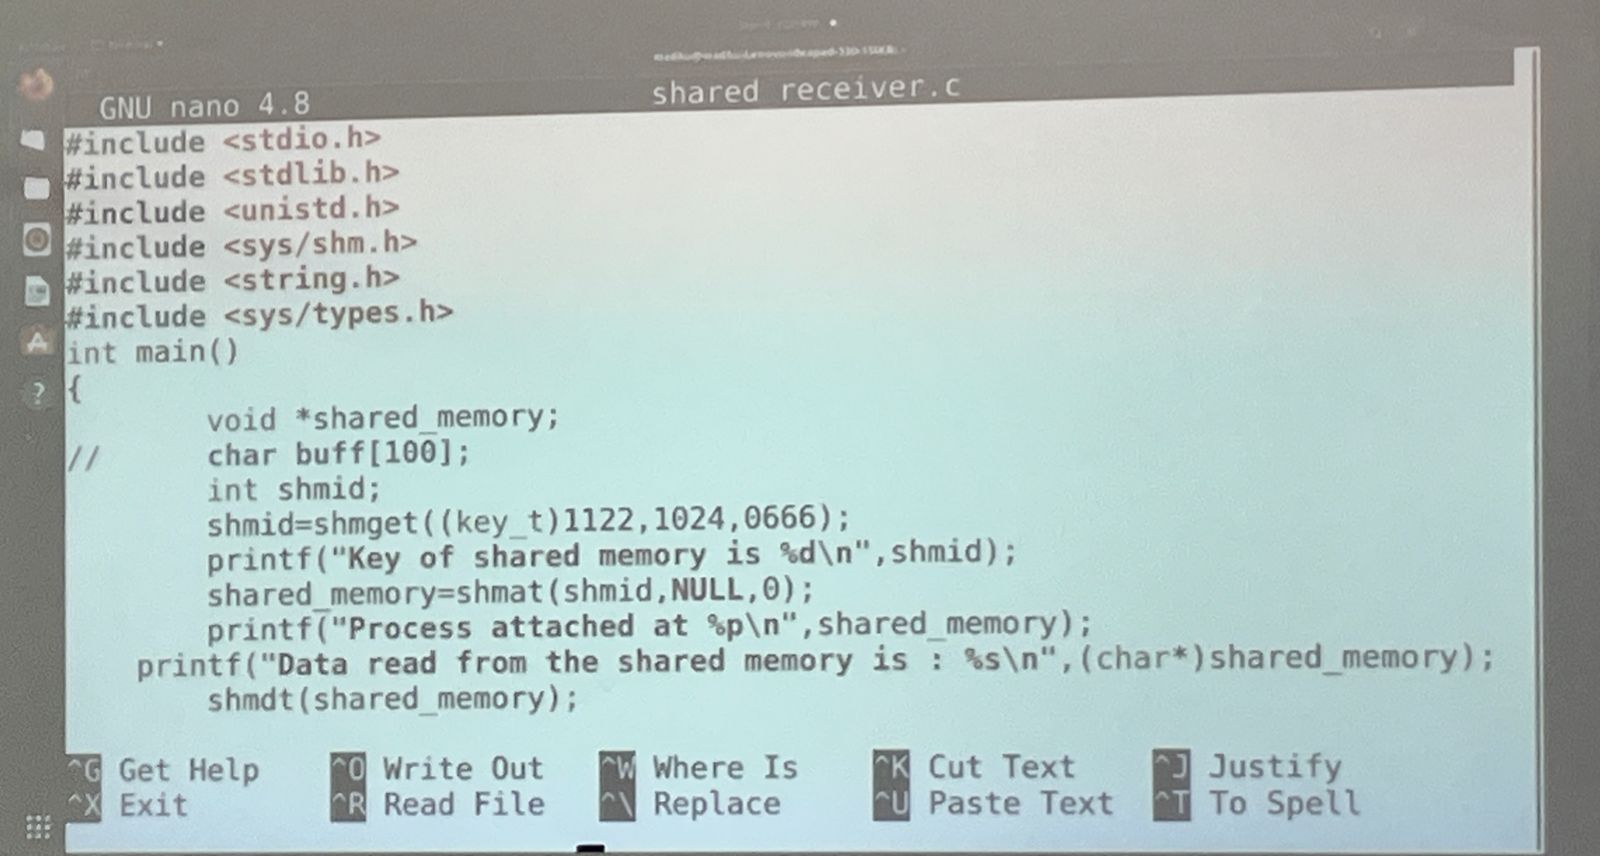 GNU nano 4.8 shared receiver.c
#include <stdio.h>
#include <stdlib.h>
#include <unistd.h>
#include <sys/shm.h>
#include <string.h>
#include <sys/types.h>
int main()
{
void *shared_memory;
// char buff[100];
int shmid;
shmid=shmget((key_t)1122,1024,0666);
printf("Key of shared memory is %d\n",shmid);
shared_memory=shmat(shmid,NULL,0);
printf("Process attached at %p\n",shared_memory);
printf("Data read from the shared memory is : %s\n",(char*)shared_memory);
shmdt(shared_memory);
^G Get Help ^O Write Out ^W Where Is ^K Cut Text ^J Justify
^X Exit ^R Read File ^\ Replace ^U Paste Text ^T To Spell